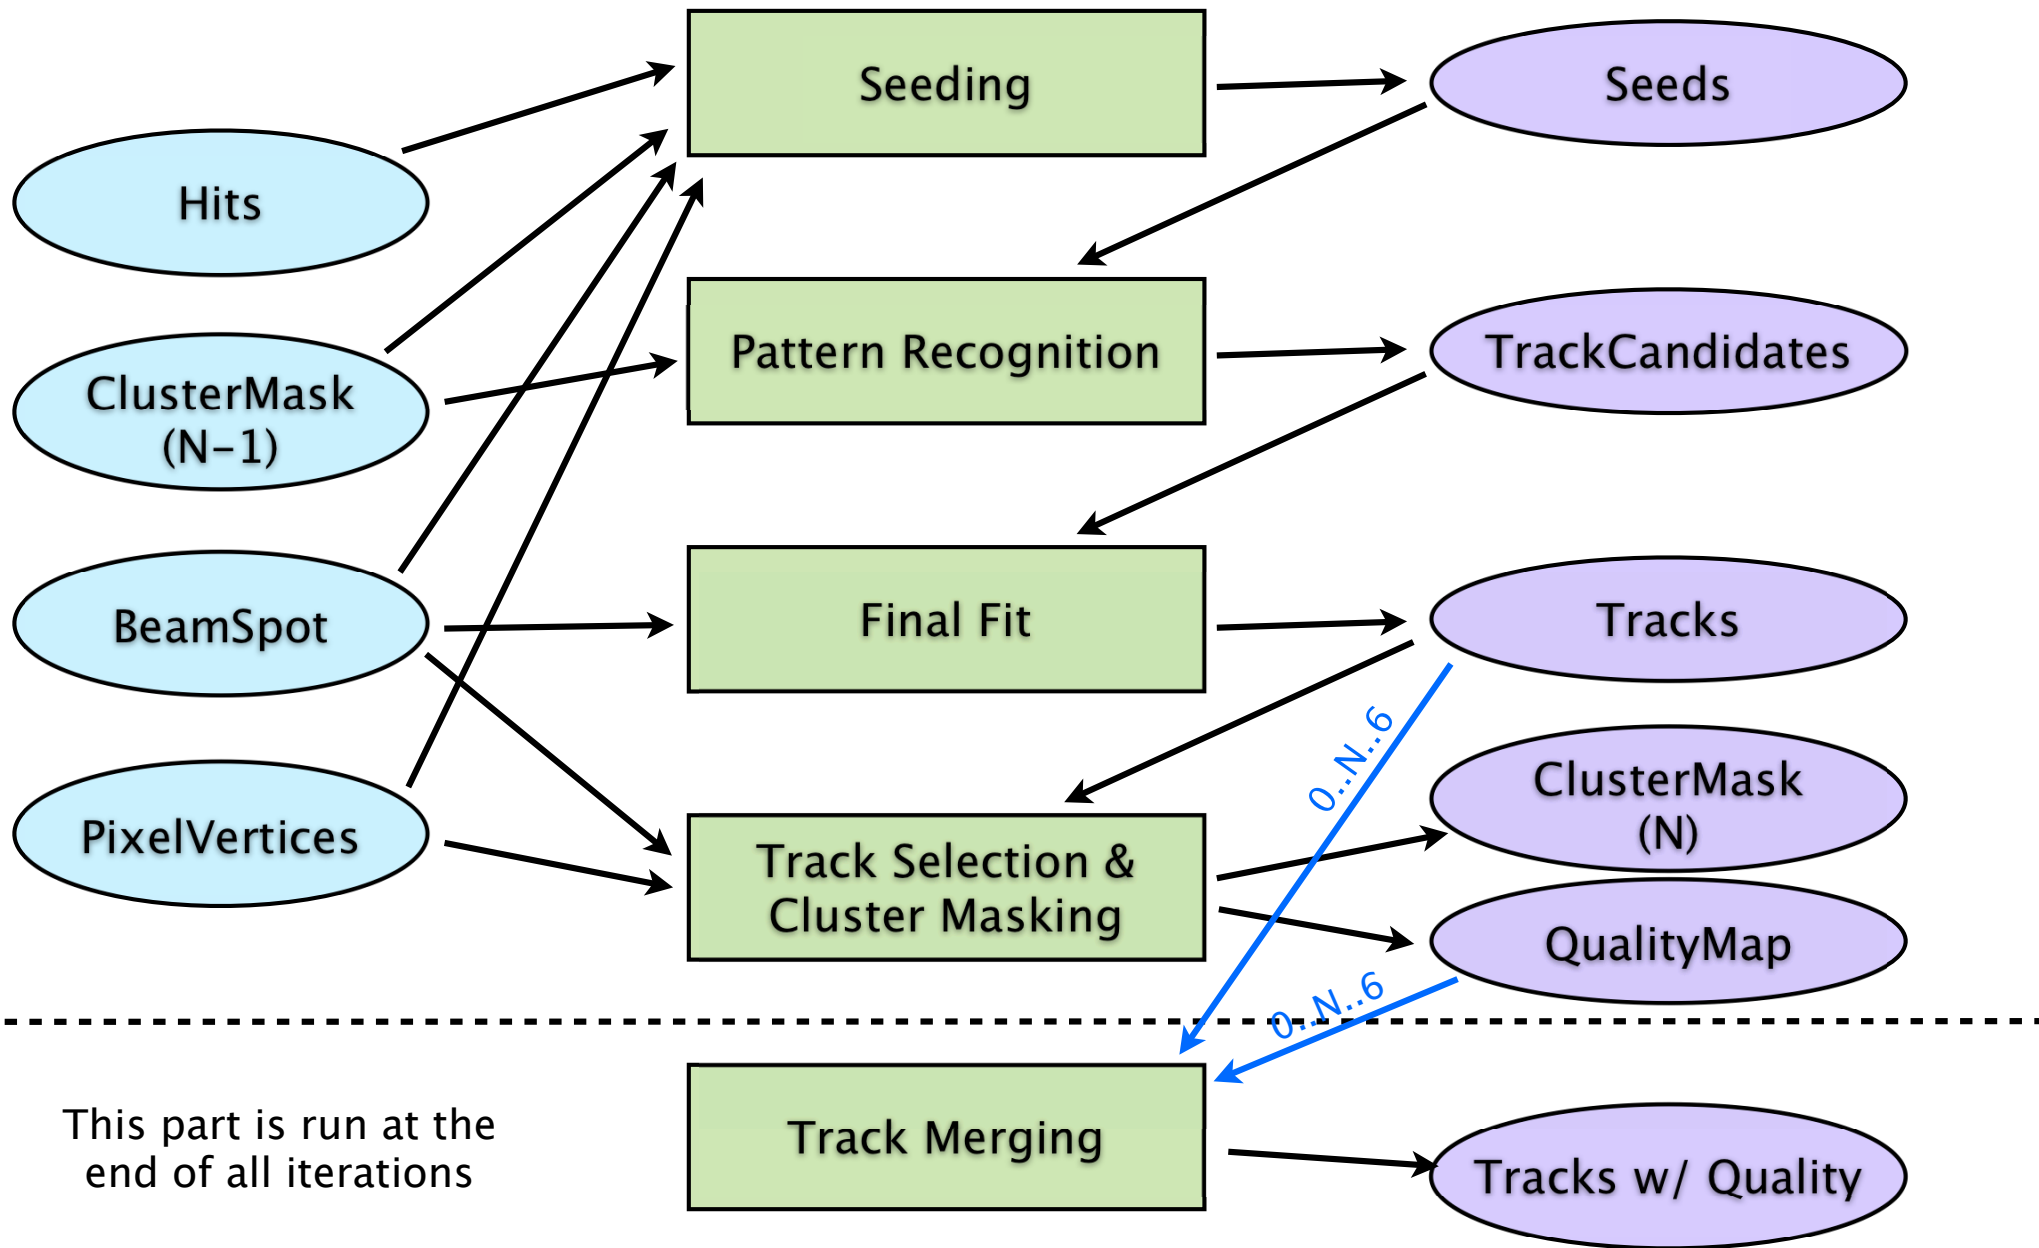 Seeding
Seeds
Hits
Pattern Recognition
TrackCandidates
ClusterMask
(N-1)
BeamSpot
Final Fit
Tracks
0..N..6
ClusterMask
(N)
PixelVertices
Track Selection &
Cluster Masking
QualityMap
0..N..6
This part is run at the
end of all iterations
Track Merging
Tracks w/ Quality